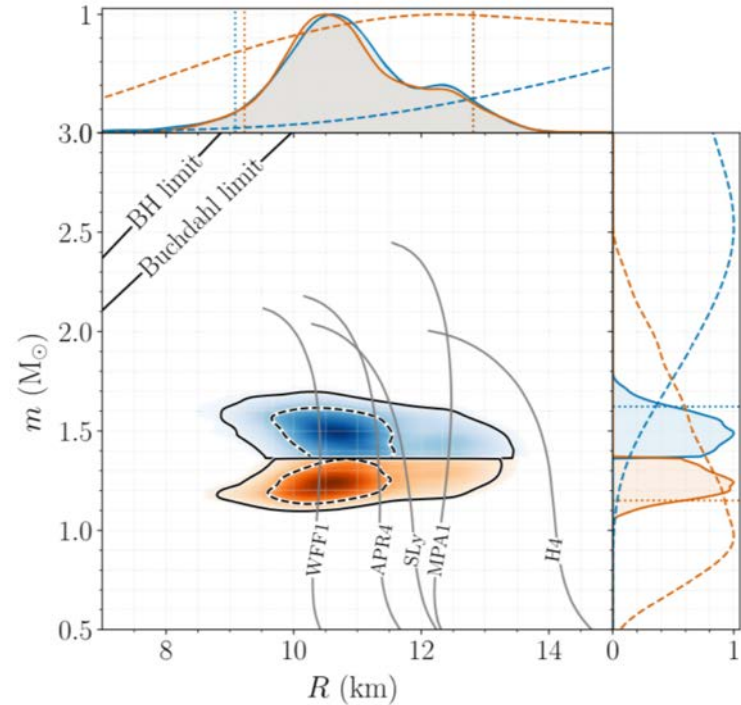 1
3.0
BH limit
Buchdahl limit
2.5
2.0
m (M⊙)
1.5
1.0
0.5
WFF1
APR4
SLy
MPA1
H4
8
10
12
14
0
1
R (km)